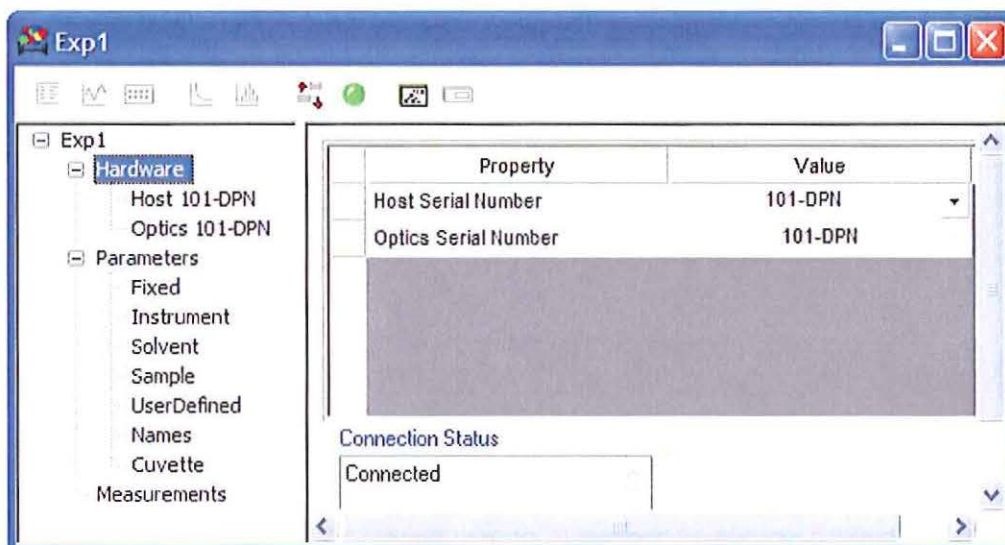 Exp1
Exp1
Hardware
Host 101-DPN
Optics 101-DPN
Parameters
Fixed
Instrument
Solvent
Sample
UserDefined
Names
Cuvette
Measurements
Property Value
Host Serial Number 101-DPN
Optics Serial Number 101-DPN
Connection Status
Connected